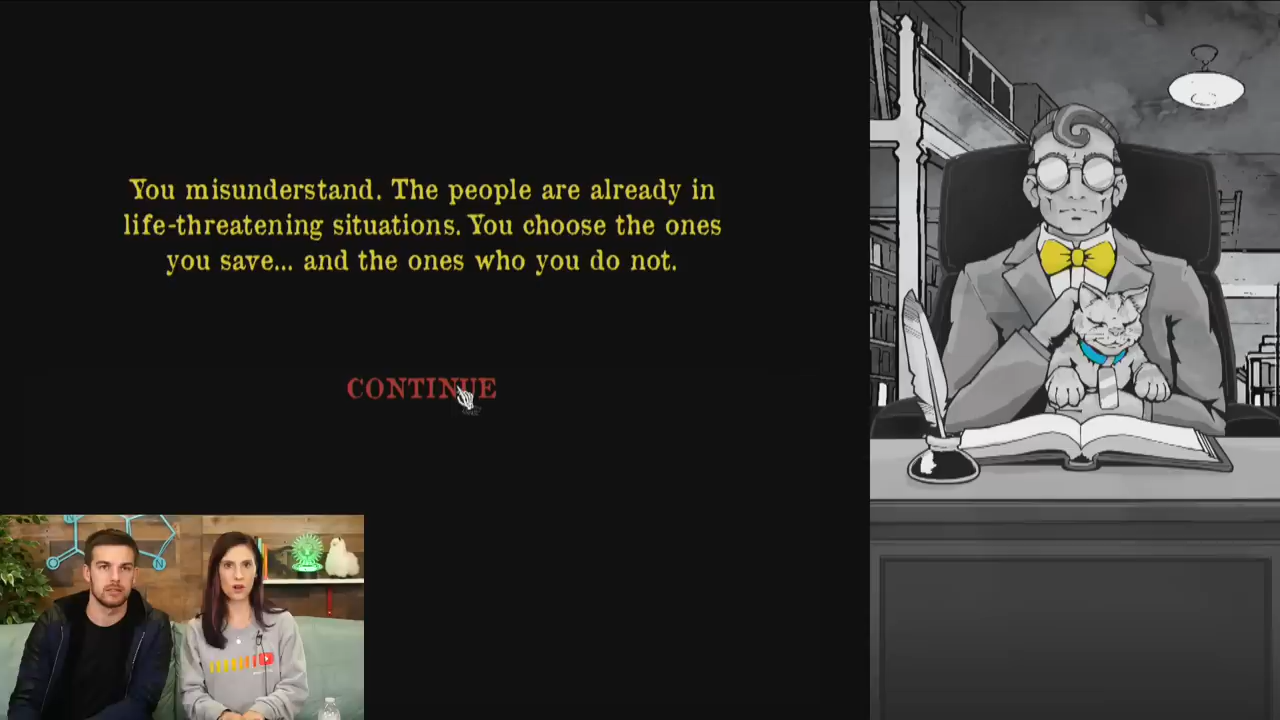 You misunderstand. The people are already in
life-threatening situations. You choose the ones
you save... and the ones who you do not.
CONTINUE
N
N